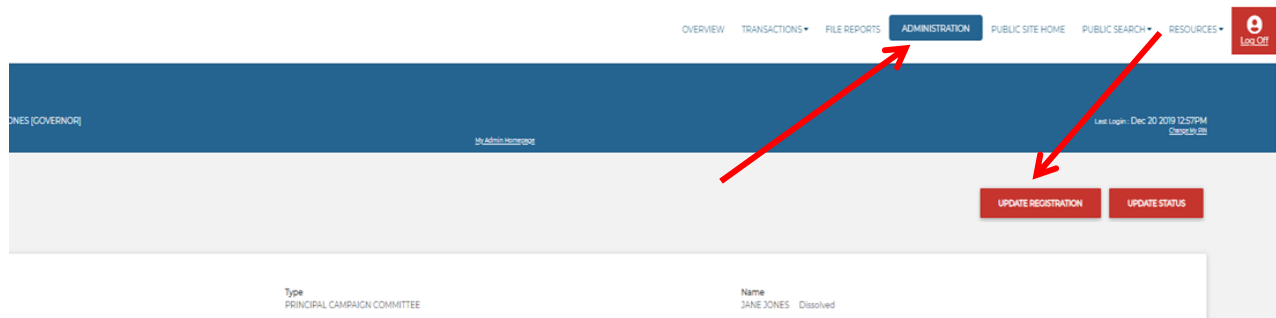 OVERVIEW TRANSACTIONS FILE REPORTS ADMINISTRATION PUBLIC SITE HOME PUBLIC SEARCH RESOURCES
Log Off
ONES [GOVERNOR]
My Admin Homepage
Last Login : Dec 20 2019 12:57PM
Change My PIN
UPDATE REGISTRATION UPDATE STATUS
Type Name
PRINCIPAL CAMPAIGN COMMITTEE JANE JONES Dissolved